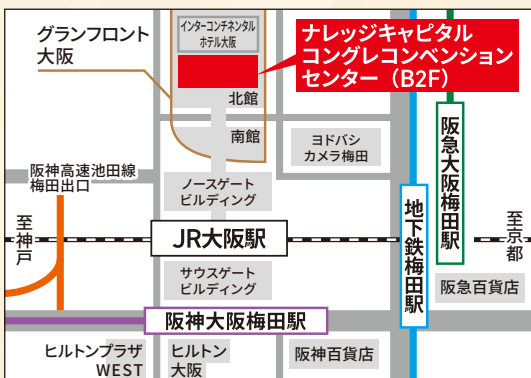 グランフロント
大阪
インターコンチネンタル
ホテル大阪
ナレッジキャピタル
コングレコンベンション
センター（B2F）
北館
南館
ヨドバシ
カメラ梅田
阪急大阪梅田駅
阪神高速池田線
梅田出口
ノースゲート
ビルディング
地下鉄梅田駅
至神戸
JR大阪駅
至京都
サウスゲート
ビルディング
阪急百貨店
阪神大阪梅田駅
ヒルトンプラザ
WEST
ヒルトン
大阪
阪神百貨店